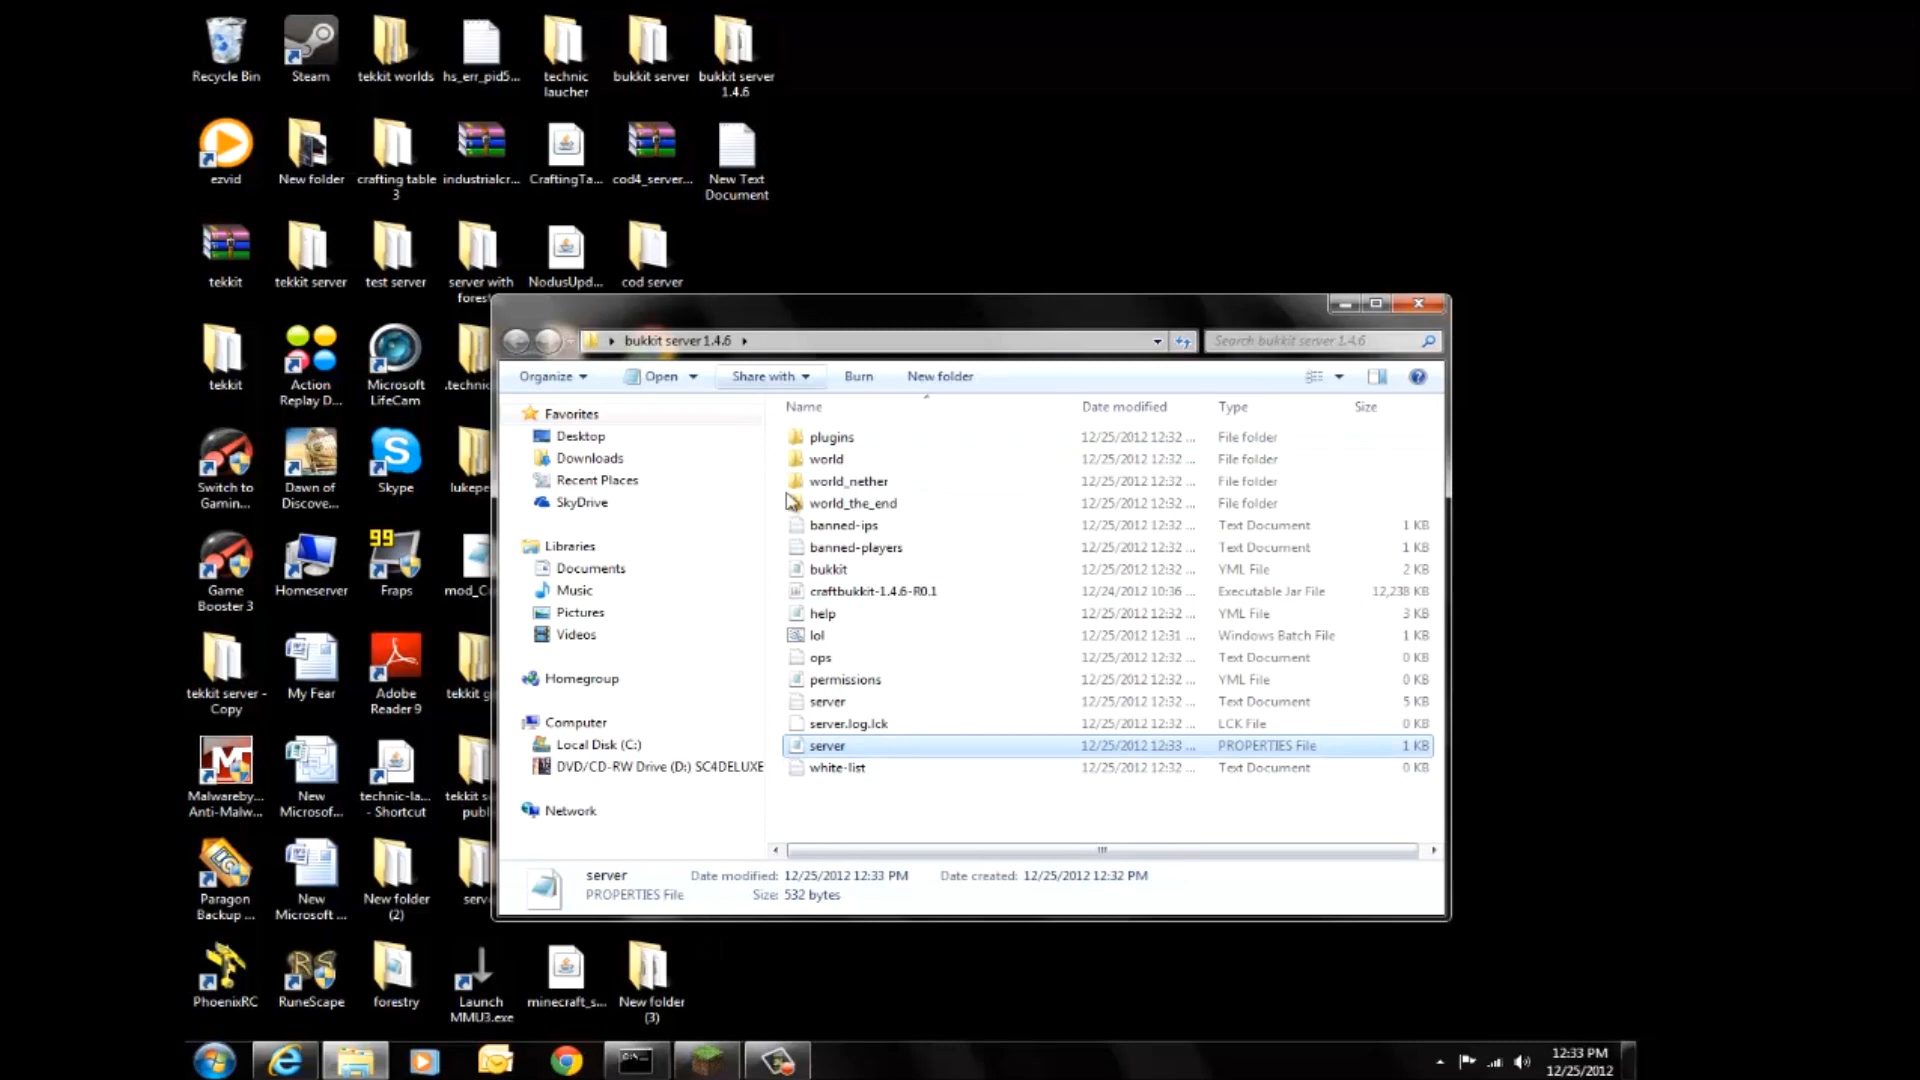 Recycle Bin
Steam
tekkit worlds
hs_err_pid5...
technic
laucher
bukkit server
bukkit server
1.4.6
ezvid
New folder
crafting table
3
industrialcr...
CraftingTa...
cod4_server...
New Text
Document
tekkit
tekkit server
test server
server with
forest
NodusUpd...
cod server
tekkit
Action
Replay D...
Microsoft
LifeCam
.technic
Switch to
Gamin...
Dawn of
Discove...
Skype
lukepe
Game
Booster 3
Homeserver
99
Fraps
mod_C
tekkit server -
Copy
My Fear
Adobe
Reader 9
tekkit g
Malwareby...
Anti-Malw...
New
Microsof...
technic-la...
- Shortcut
tekkit s
publ
Paragon
Backup ...
New
Microsoft ...
New folder
(2)
serv
PhoenixRC
RuneScape
forestry
Launch
MMU3.exe
minecraft_s...
New folder
(3)
bukkit server 1.4.6
Search bukkit server 1.4.6
Organize
Open
Share with
Burn
New folder
Favorites
Desktop
Downloads
Recent Places
SkyDrive
Libraries
Documents
Music
Pictures
Videos
Homegroup
Computer
Local Disk (C:)
DVD/CD-RW Drive (D:) SC4DELUXE
Network
Name Date modified Type Size
plugins 12/25/2012 12:32 ... File folder
world 12/25/2012 12:32 ... File folder
world_nether 12/25/2012 12:32 ... File folder
world_the_end 12/25/2012 12:32 ... File folder
banned-ips 12/25/2012 12:32 ... Text Document 1 KB
banned-players 12/25/2012 12:32 ... Text Document 1 KB
bukkit 12/25/2012 12:32 ... YML File 2 KB
craftbukkit-1.4.6-R0.1 12/24/2012 10:36 ... Executable Jar File 12,238 KB
help 12/25/2012 12:32 ... YML File 3 KB
lol 12/25/2012 12:31 ... Windows Batch File 1 KB
ops 12/25/2012 12:32 ... Text Document 0 KB
permissions 12/25/2012 12:32 ... YML File 0 KB
server 12/25/2012 12:32 ... Text Document 5 KB
server.log.lck 12/25/2012 12:32 ... LCK File 0 KB
server 12/25/2012 12:33 ... PROPERTIES File 1 KB
white-list 12/25/2012 12:32 ... Text Document 0 KB
server Date modified: 12/25/2012 12:33 PM Date created: 12/25/2012 12:32 PM
PROPERTIES File Size: 532 bytes
12:33 PM
12/25/2012